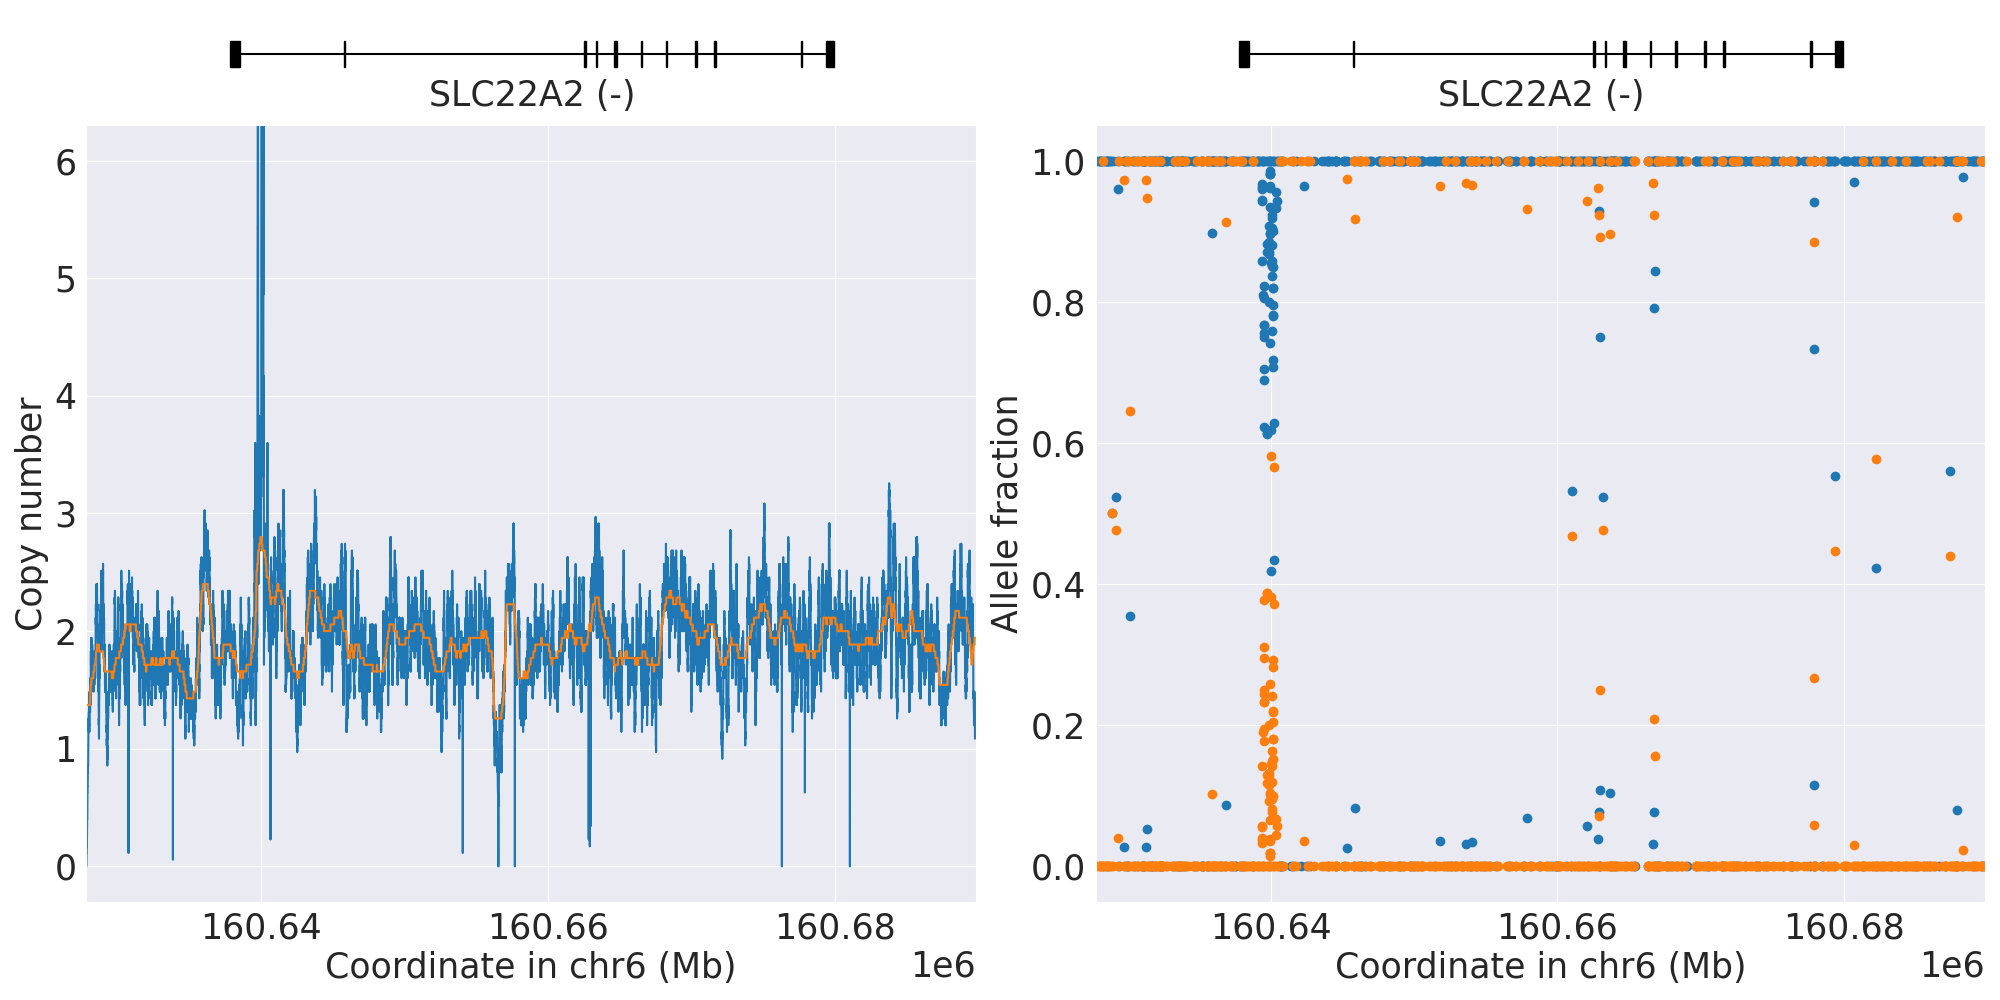 SLC22A2 (-)
6
5
4
3
2
1
0
Copy number
160.64
160.66
160.68
Coordinate in chr6 (Mb)
1e6
SLC22A2 (-)
1.0
0.8
0.6
0.4
0.2
0.0
Allele fraction
160.64
160.66
160.68
Coordinate in chr6 (Mb)
1e6